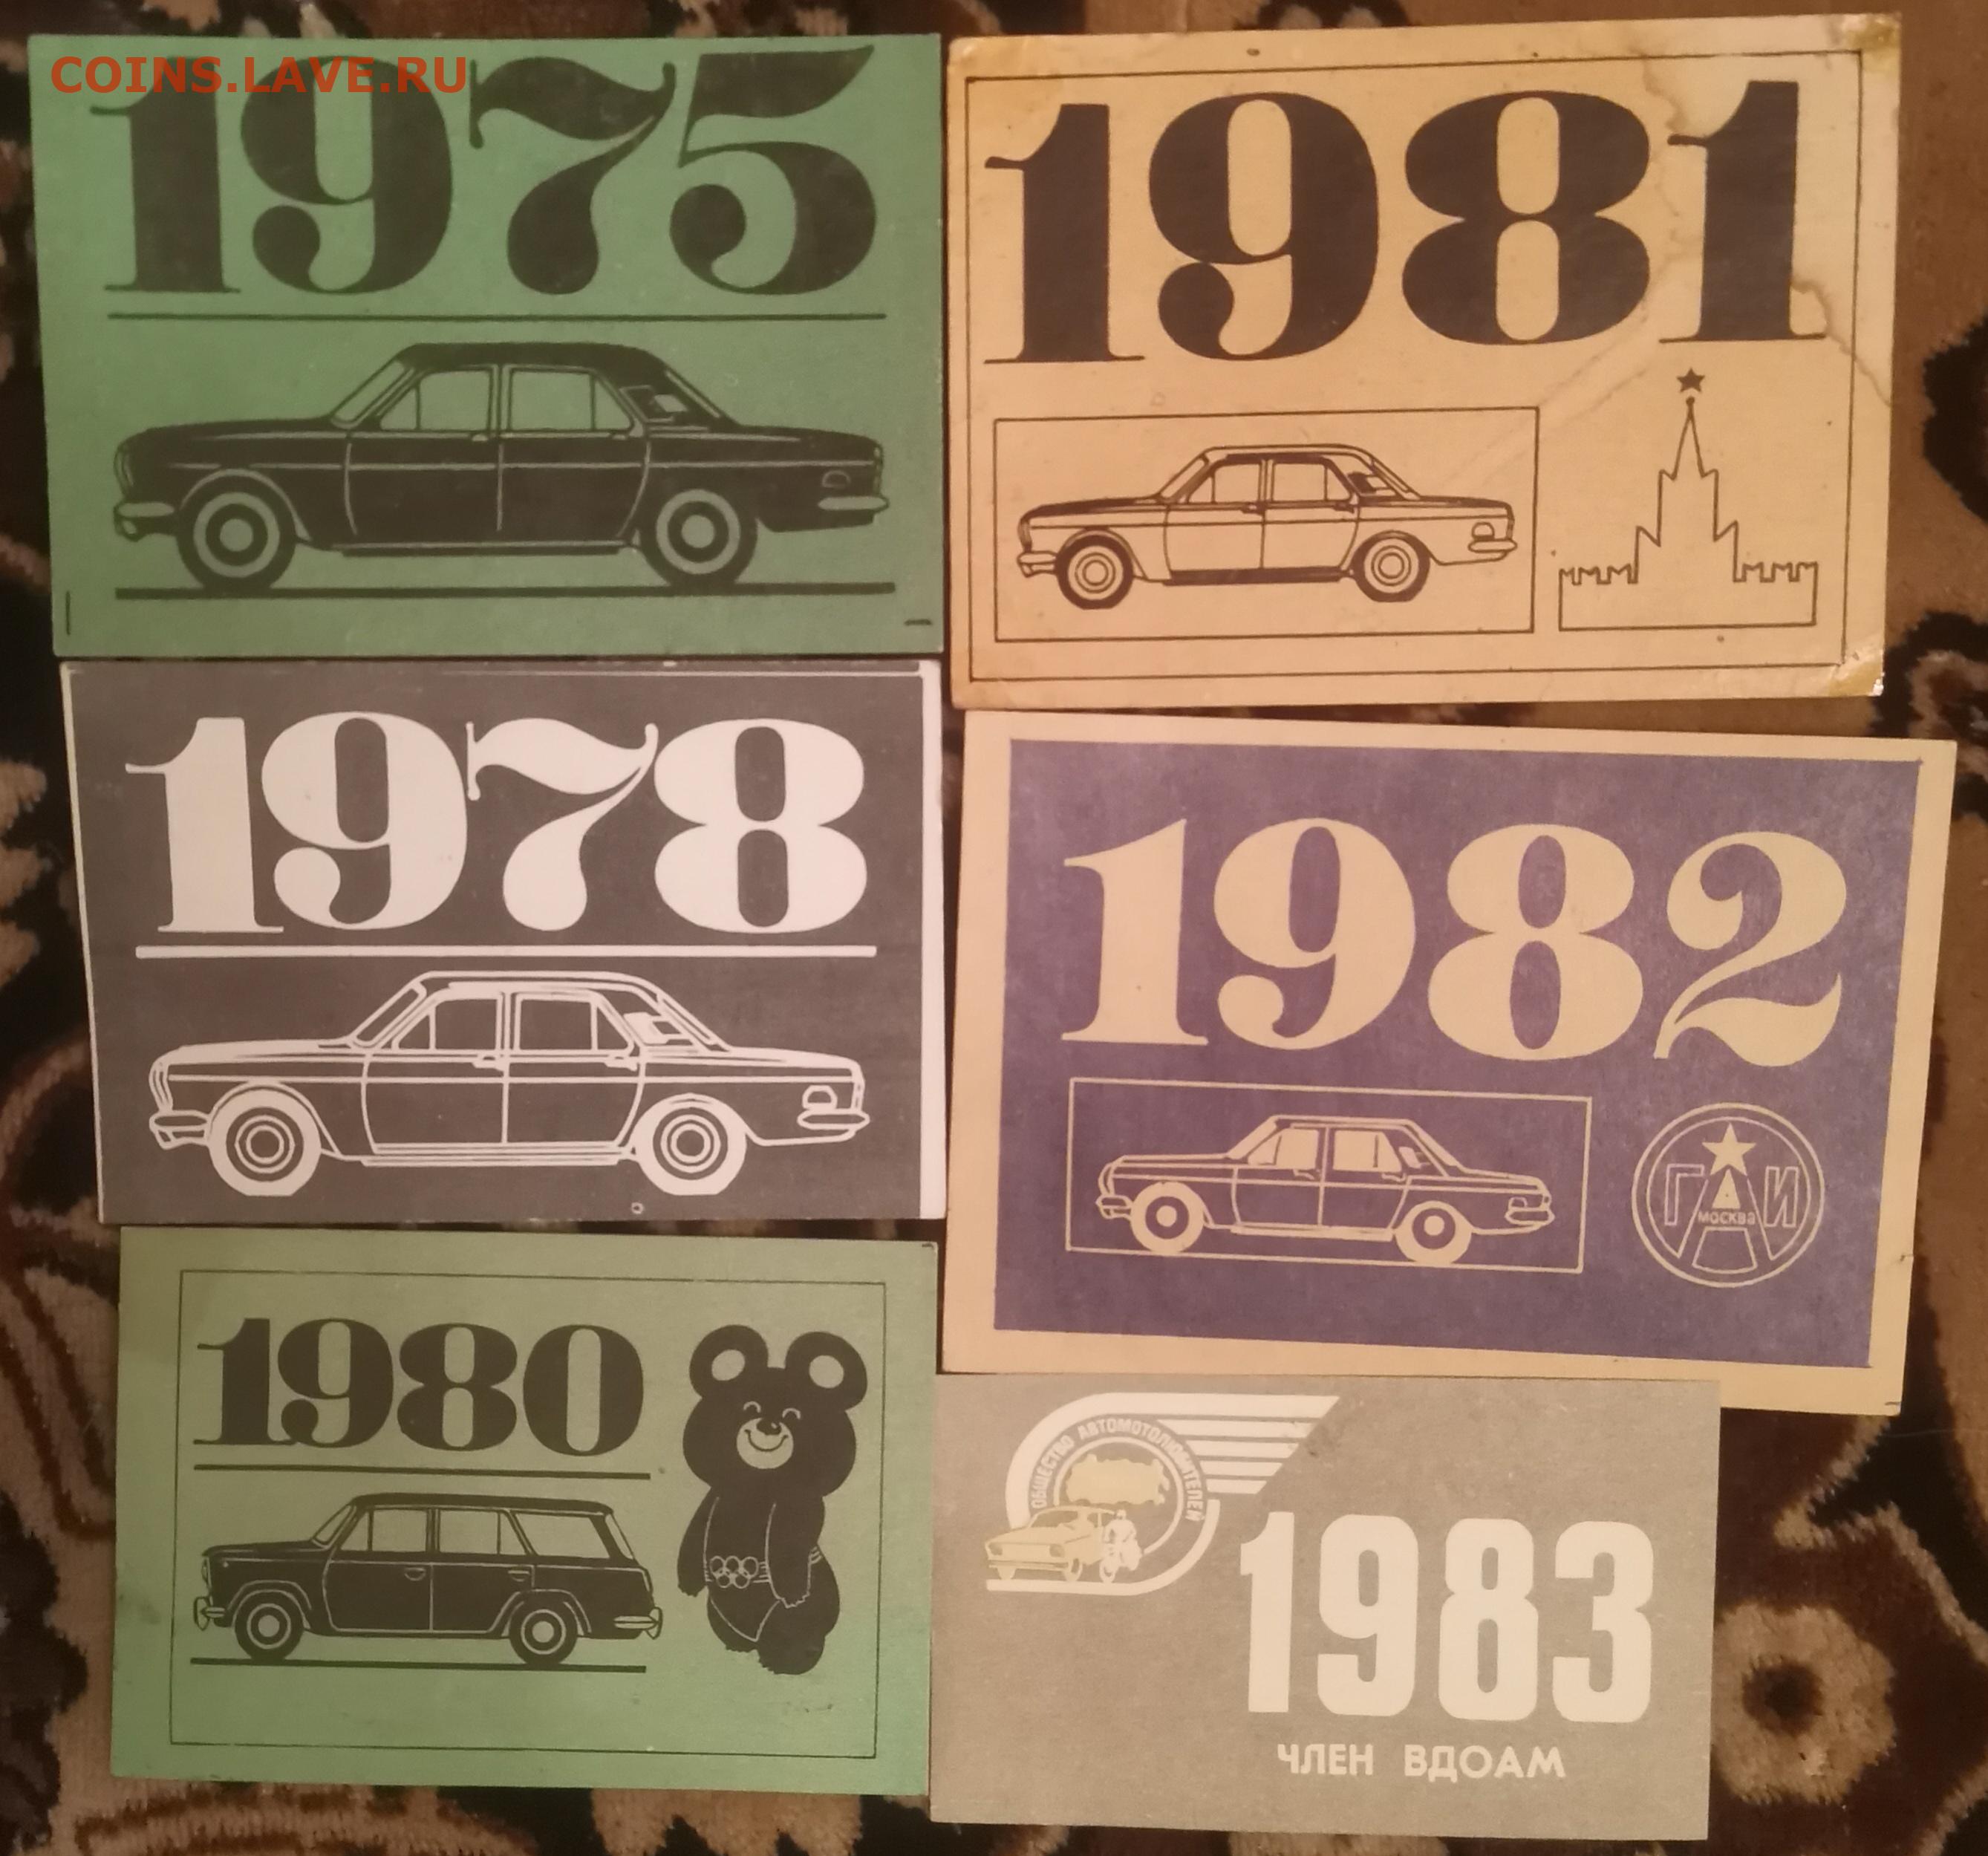 COINS.LAVE.RU
1975
1981
1978
1982
ГАИ
МОСКВА
1980
ОБЩЕСТВО АВТОМОТОЛЮБИТЕЛЕЙ
1983
ЧЛЕН ВДОАМ